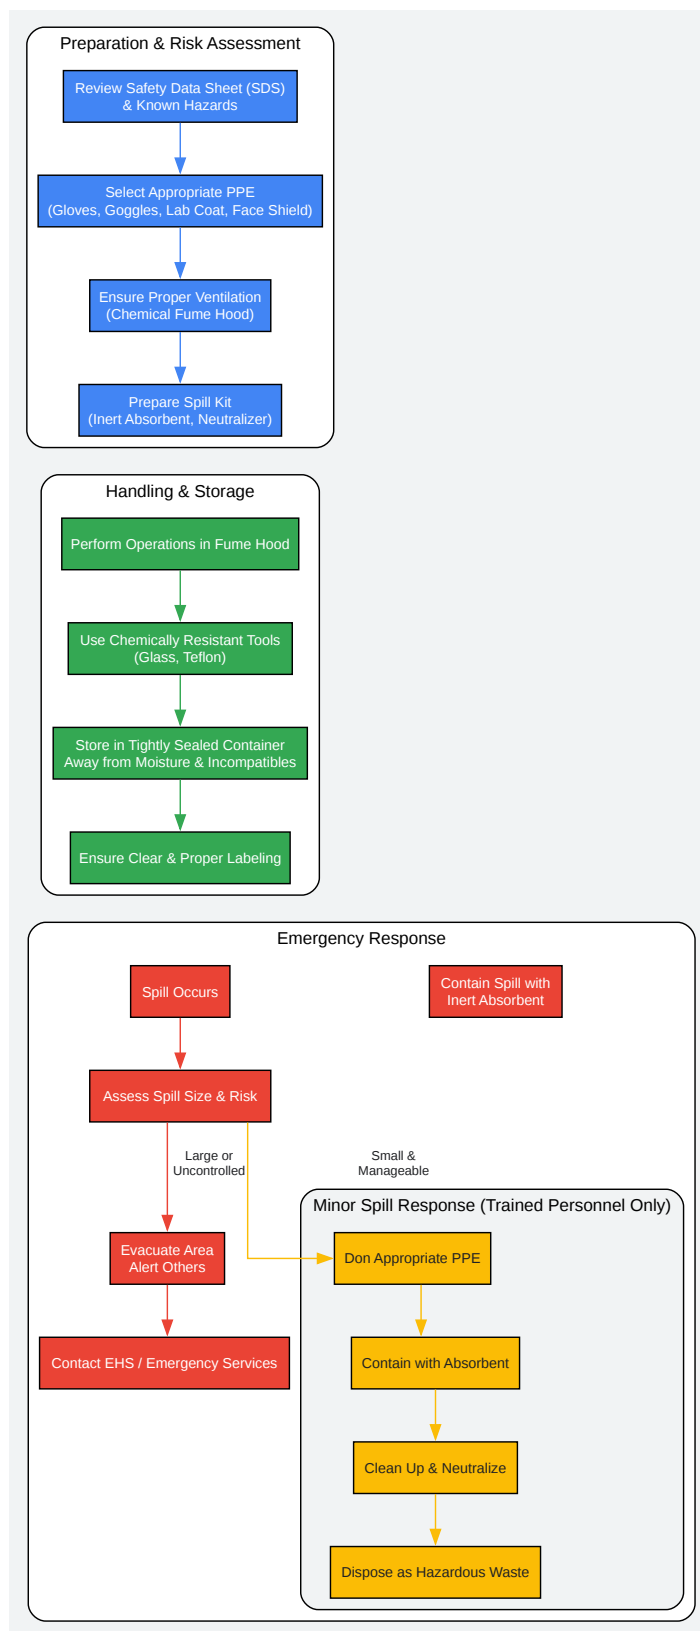 Preparation & Risk Assessment
Review Safety Data Sheet (SDS)
& Known Hazards
Select Appropriate PPE
(Gloves, Goggles, Lab Coat, Face Shield)
Ensure Proper Ventilation
(Chemical Fume Hood)
Prepare Spill Kit
(Inert Absorbent, Neutralizer)
Handling & Storage
Perform Operations in Fume Hood
Use Chemically Resistant Tools
(Glass, Teflon)
Store in Tightly Sealed Container
Away from Moisture & Incompatibles
Ensure Clear & Proper Labeling
Emergency Response
Spill Occurs
Contain Spill with
Inert Absorbent
Assess Spill Size & Risk
Large or
Uncontrolled
Small &
Manageable
Minor Spill Response (Trained Personnel Only)
Evacuate Area
Alert Others
Don Appropriate PPE
Contact EHS / Emergency Services
Contain with Absorbent
Clean Up & Neutralize
Dispose as Hazardous Waste